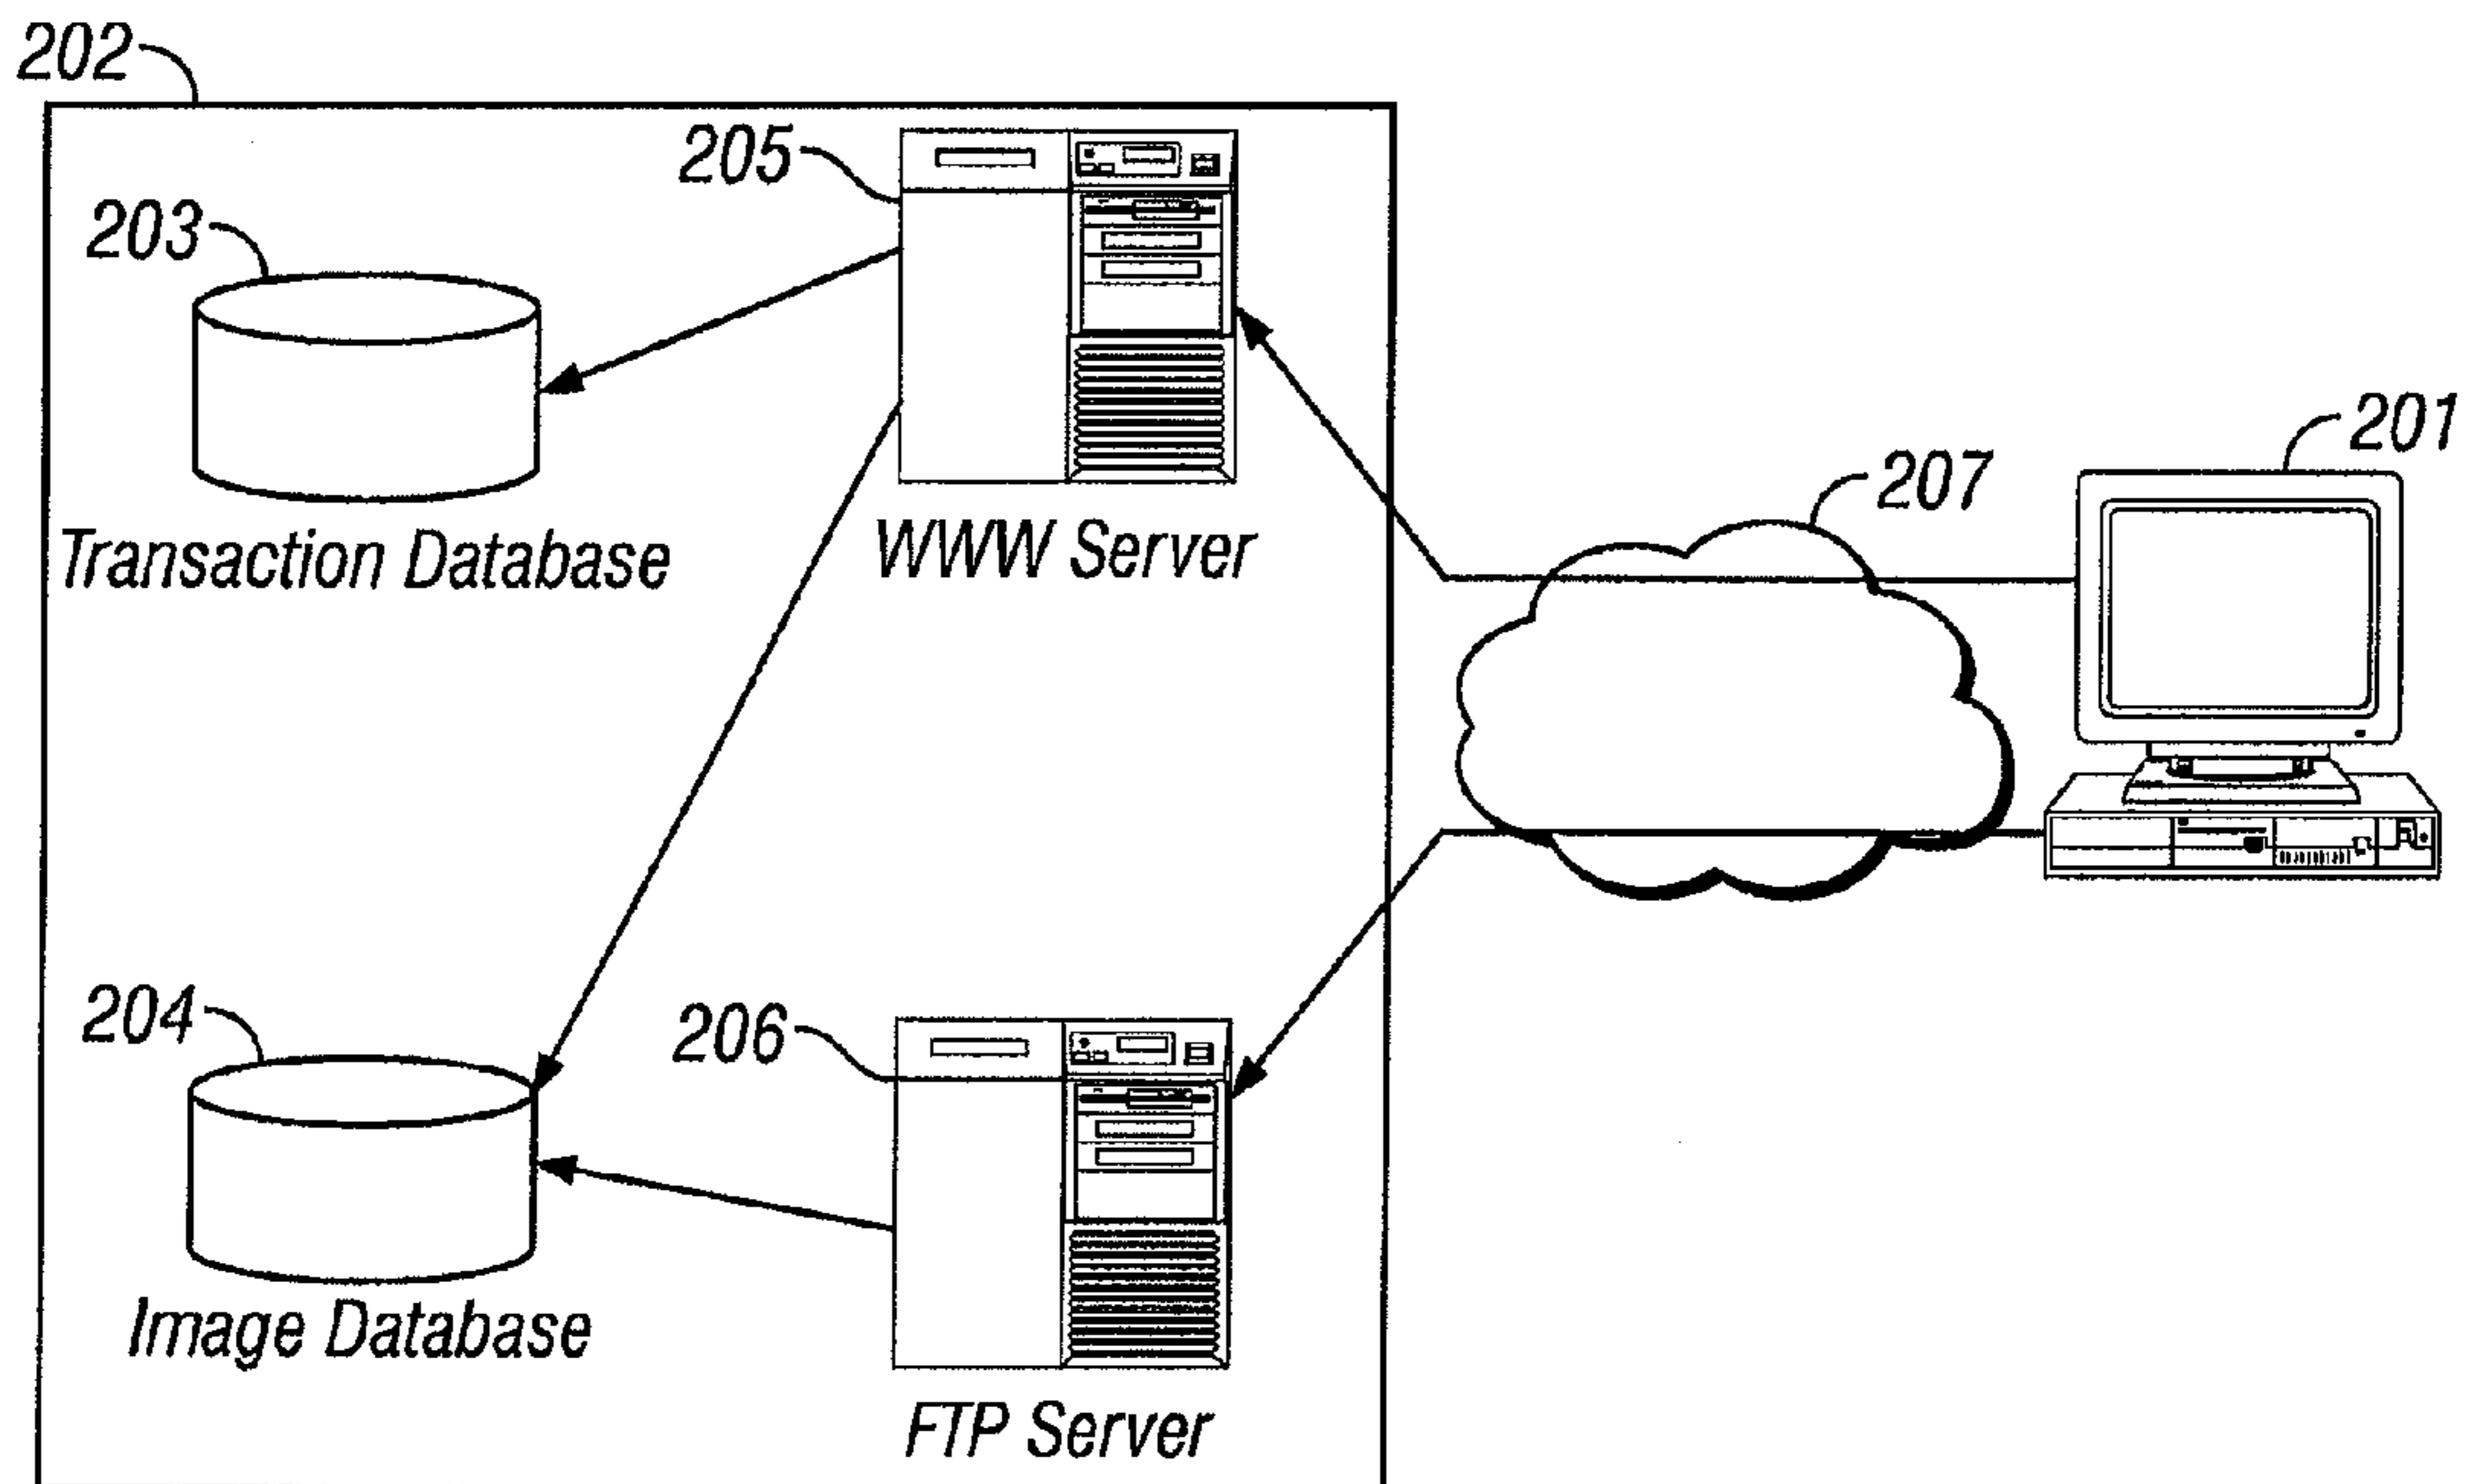 202
205
203
201
207
Transaction Database
WWW Server
204
206
Image Database
FTP Server